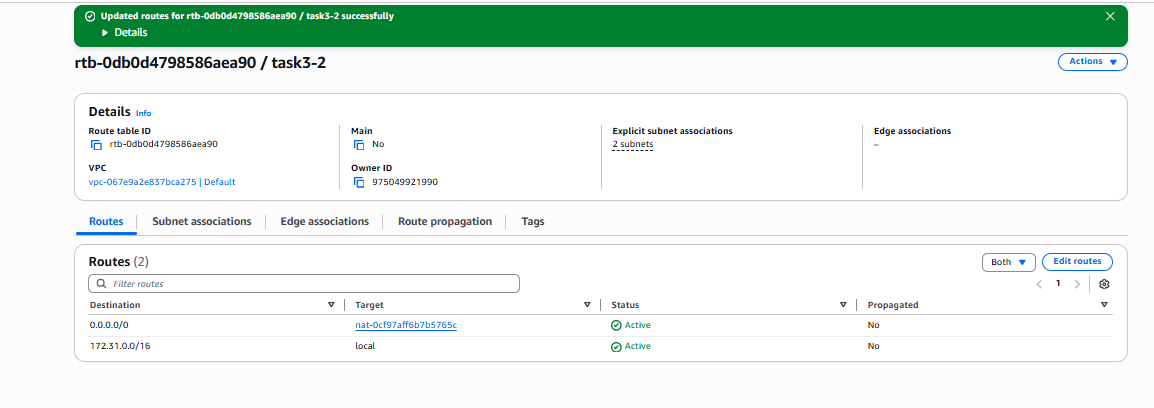 Updated routes for rtb-0db0d4798586aea90 / task3-2 successfully
Details
rtb-0db0d4798586aea90 / task3-2
Actions
Details Info
Route table ID
rtb-0db0d4798586aea90
Main
No
Explicit subnet associations
2 subnets
Edge associations
–
VPC
vpc-067e9a2e837bca275 | Default
Owner ID
975049921990
Routes Subnet associations Edge associations Route propagation Tags
Routes (2)
Both
Edit routes
Filter routes
1
Destination Target Status Propagated
0.0.0.0/0 nat-0cf97aff6b7b5765c Active No
172.31.0.0/16 local Active No